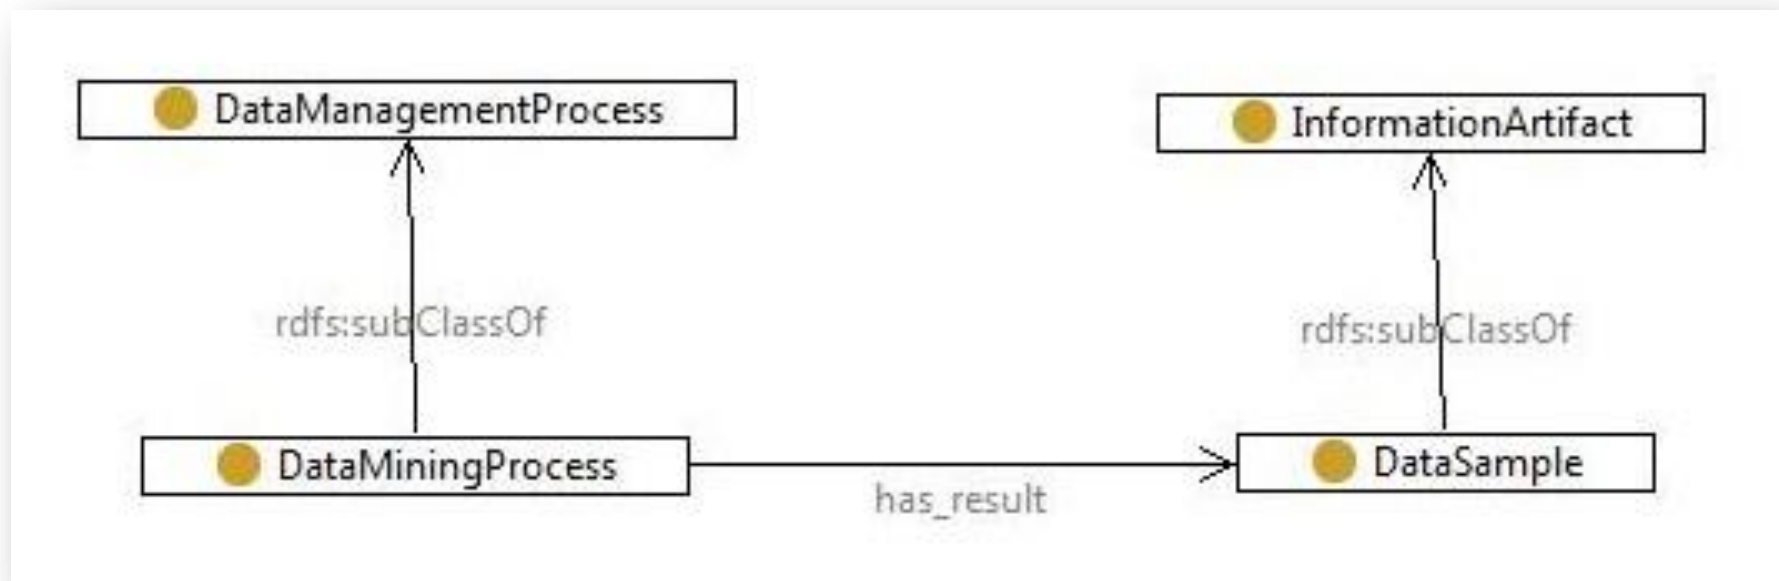 DataManagementProcess
InformationArtifact
rdfs:subClassOf
rdfs:subClassOf
DataMiningProcess
DataSample
has_result